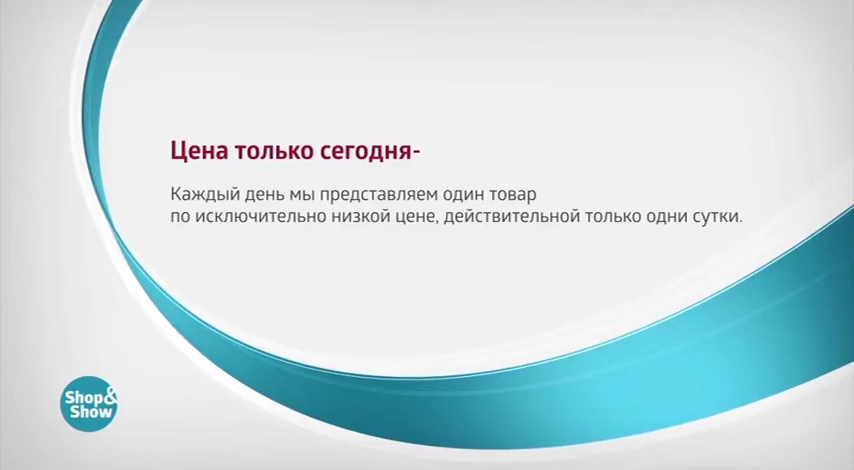 Цена только сегодня-
Каждый день мы представляем один товар
по исключительно низкой цене, действительной только одни сутки.
Shop&
Show